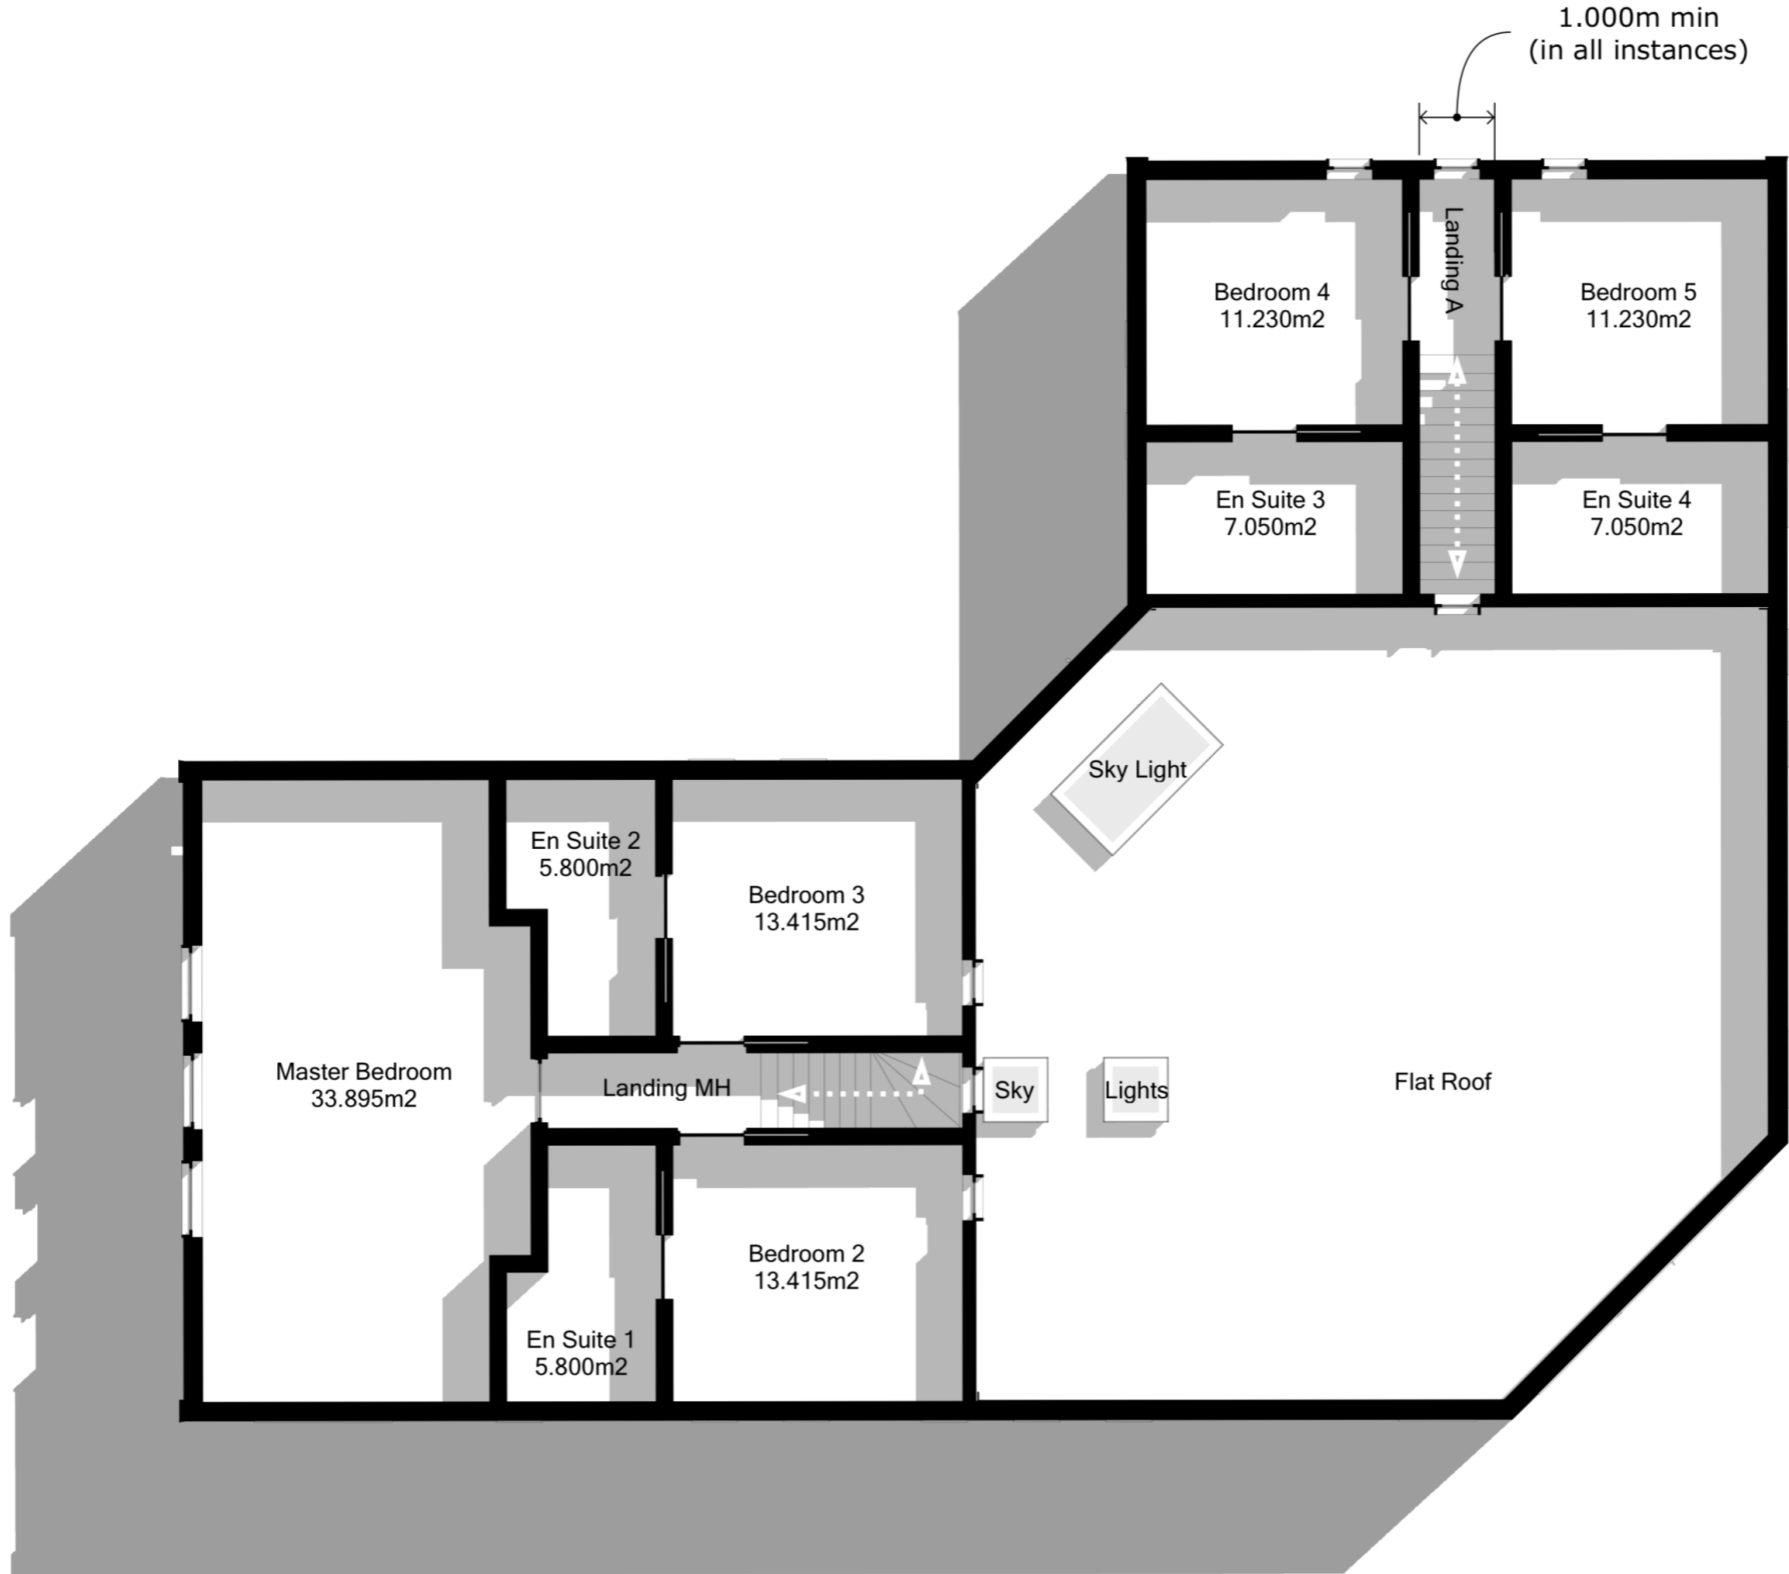 1.000m min
(in all instances)
Landing A
Bedroom 4
11.230m2
Bedroom 5
11.230m2
En Suite 3
7.050m2
En Suite 4
7.050m2
Sky Light
En Suite 2
5.800m2
Bedroom 3
13.415m2
Master Bedroom
33.895m2
Landing MH
Sky
Lights
Flat Roof
Bedroom 2
13.415m2
En Suite 1
5.800m2